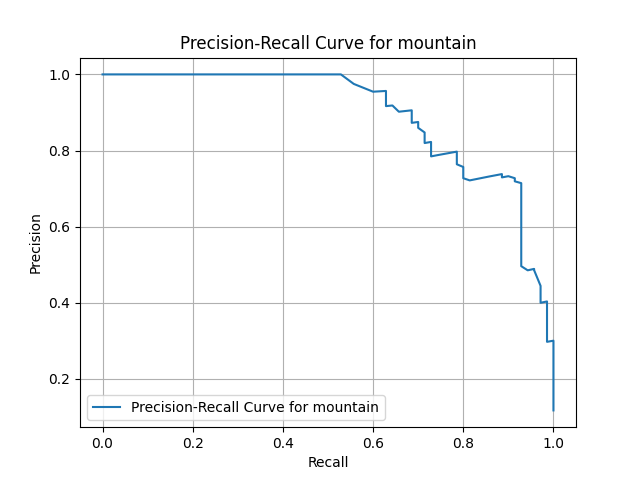 Precision-Recall Curve for mountain
1.0
0.8
0.6
0.4
0.2
Precision
Precision-Recall Curve for mountain
0.0 0.2 0.4 0.6 0.8 1.0
Recall